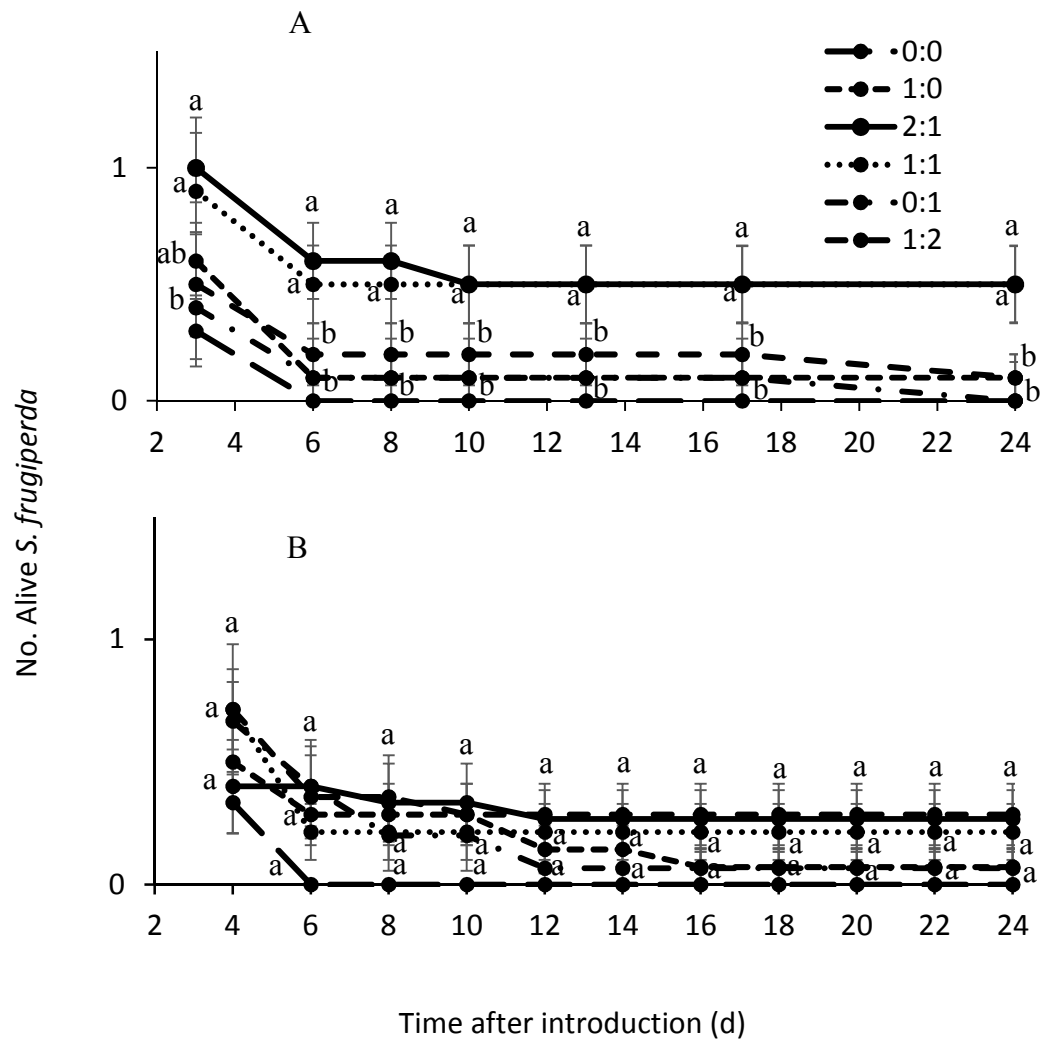 A
0:0
1:0
2:1
1:1
0:1
1:2
a a a a a a a
1
a a a a a a a
ab
b b b b b b
b b b b b b b
0
2 4 6 8 10 12 14 16 18 20 22 24
No. Alive S. frugiperda
B
a a a a a a a a a a a
1
a
a
a a a a a a a a a a
a a a a a a a a a
0
2 4 6 8 10 12 14 16 18 20 22 24
Time after introduction (d)